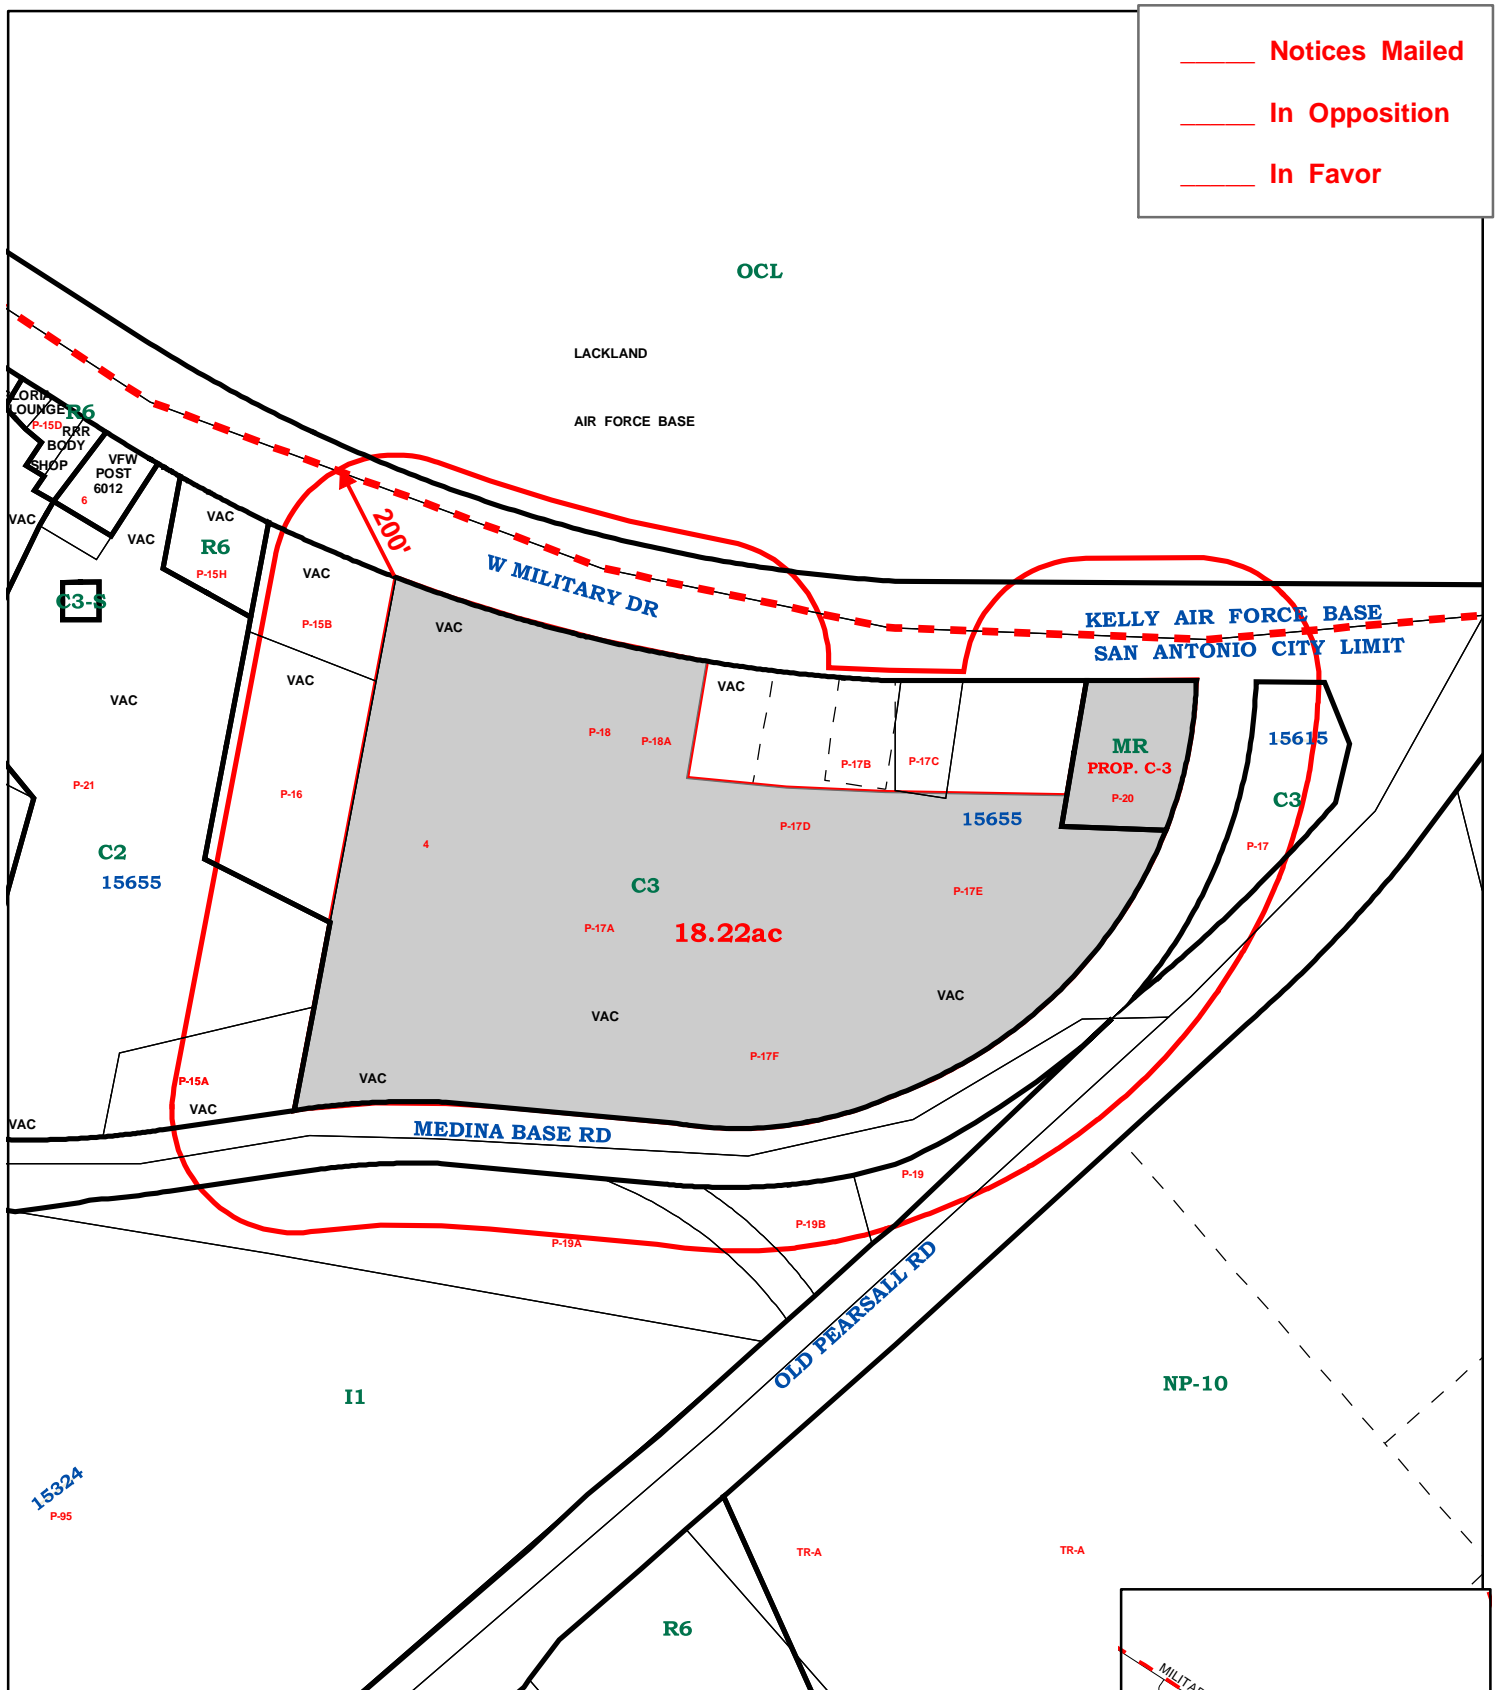 _____ Notices Mailed
_____ In Opposition
_____ In Favor
OCL
LACKLAND
AIR FORCE BASE
LOUNGE
R6
P-15D
RRR
BODY
SHOP
VFW
POST
6012
6
VAC
VAC
VAC
R6
P-15H
C3-S
VAC
P-15B
200'
W MILITARY DR
KELLY AIR FORCE BASE
SAN ANTONIO CITY LIMIT
VAC
VAC
VAC
VAC
P-18
P-18A
P-17B
P-17C
MR
PROP. C-3
P-20
15615
C3
P-17
P-21
P-16
C2
15655
4
P-17D
15655
C3
P-17E
P-17A
18.22ac
VAC
VAC
P-17F
VAC
P-15A
VAC
VAC
MEDINA BASE RD
P-19
P-19B
P-19A
OLD PEARSALL RD
I1
NP-10
15324
P-95
TR-A
TR-A
R6